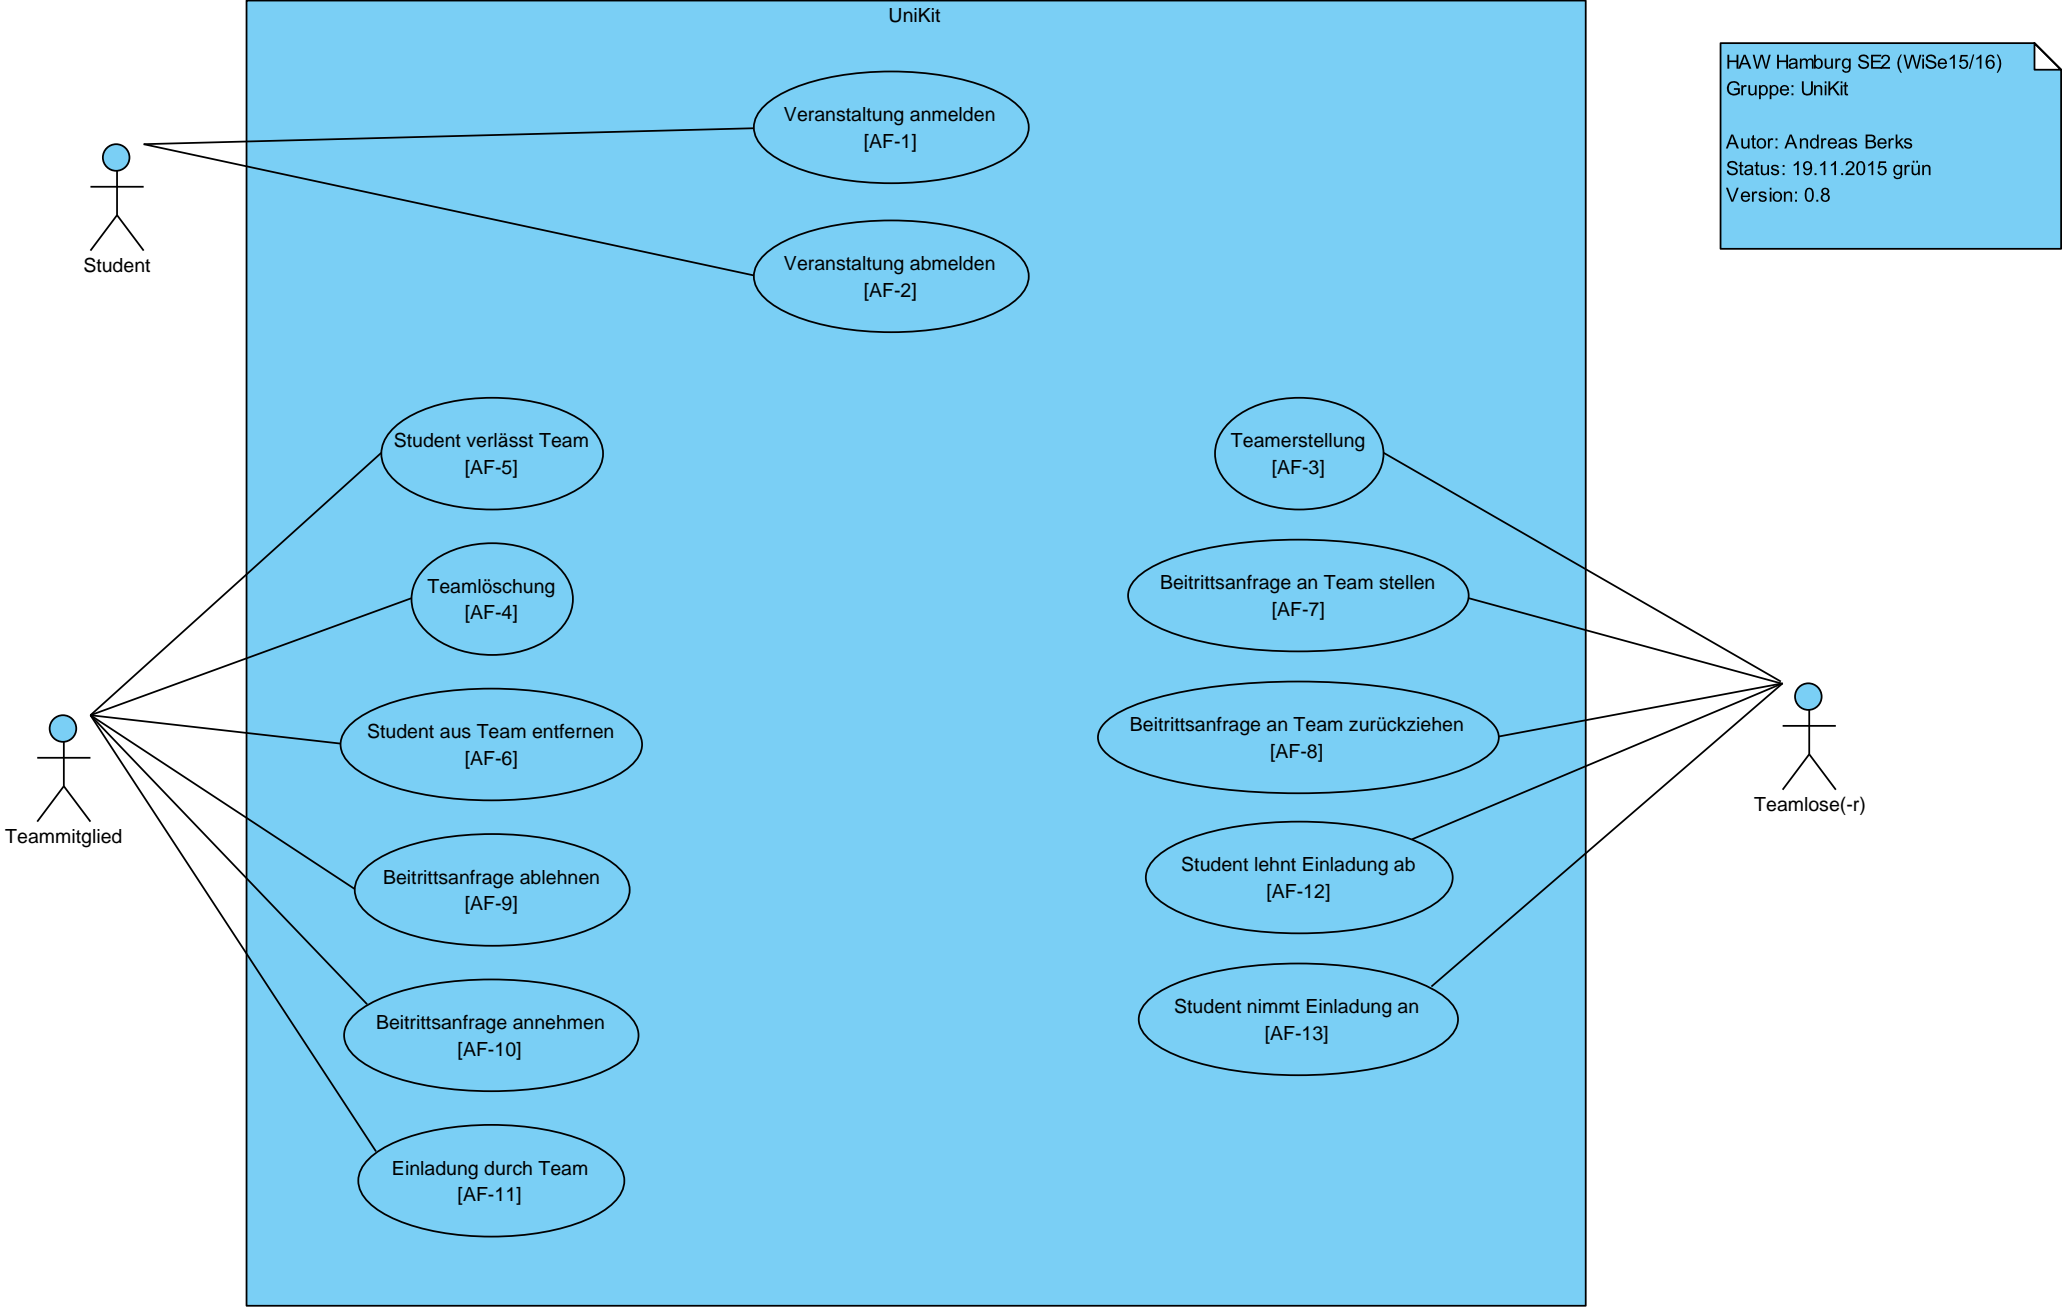 UniKit
HAW Hamburg SE2 (WiSe15/16)
Gruppe: UniKit
Autor: Andreas Berks
Status: 19.11.2015 grün
Version: 0.8
Veranstaltung anmelden
[AF-1]
Student
Veranstaltung abmelden
[AF-2]
Student verlässt Team
[AF-5]
Teamlöschung
[AF-4]
Student aus Team entfernen
[AF-6]
Teammitglied
Beitrittsanfrage ablehnen
[AF-9]
Beitrittsanfrage annehmen
[AF-10]
Einladung durch Team
[AF-11]
Teamerstellung
[AF-3]
Beitrittsanfrage an Team stellen
[AF-7]
Beitrittsanfrage an Team zurückziehen
[AF-8]
Teamlose(-r)
Student lehnt Einladung ab
[AF-12]
Student nimmt Einladung an
[AF-13]